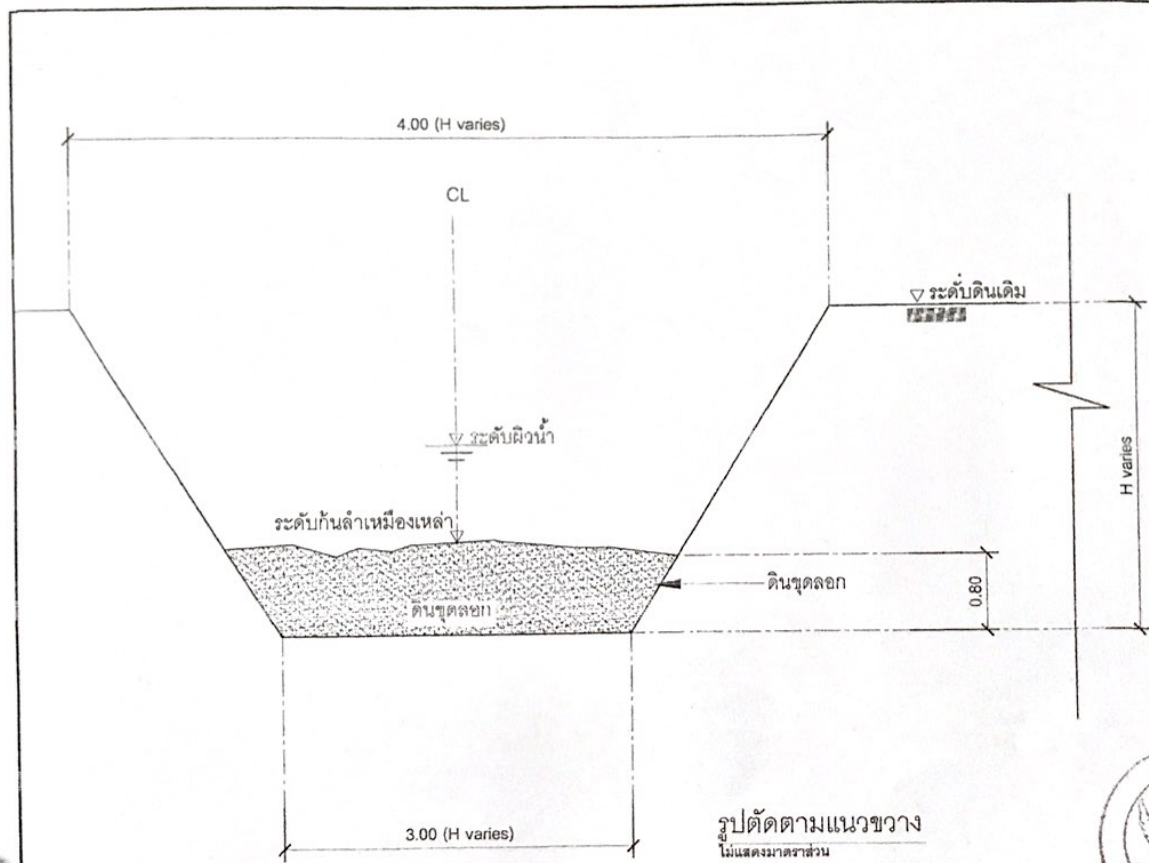 4.00 (H varies)
CL
ระดับดินเดิม
ระดับผิวน้ำ
H varies
ระดับก้นลำเหมืองเหล่า
ดินขุดลอก
ดินขุดลอก
0.80
3.00 (H varies)
รูปตัดตามแนวขวาง
ไม่แสดงมาตราส่วน